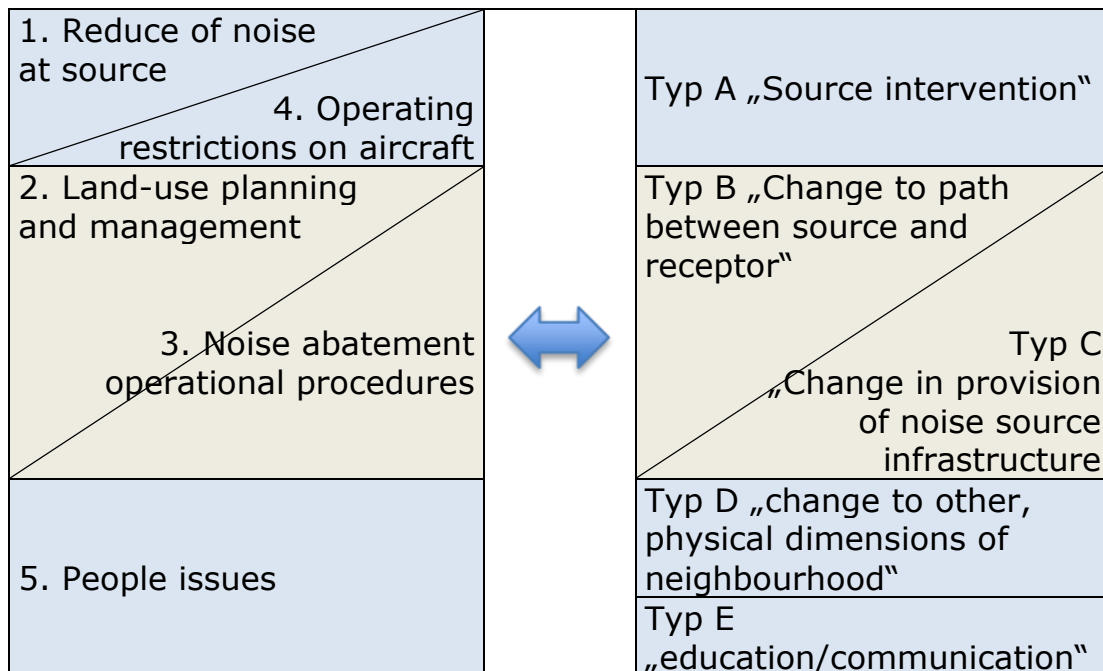 1. Reduce of noise
at source
4. Operating
restrictions on aircraft
2. Land-use planning
and management
3. Noise abatement
operational procedures
5. People issues
Typ A „Source intervention“
Typ B „Change to path
between source and
receptor“
Typ C
„Change in provision
of noise source
infrastructure
Typ D „change to other,
physical dimensions of
neighbourhood“
Typ E
„education/communication“